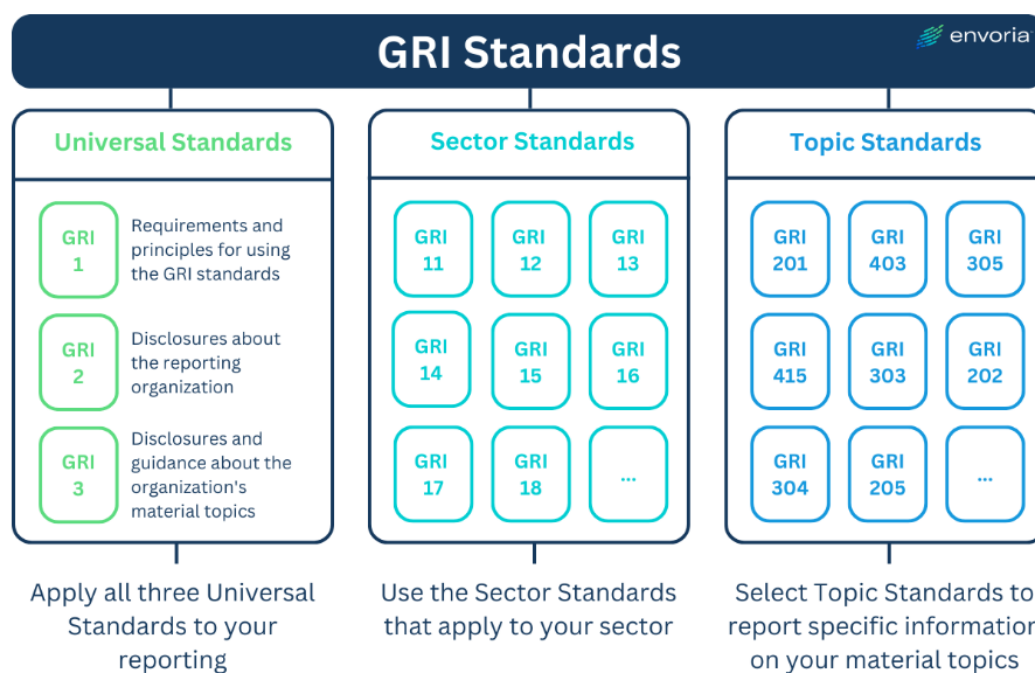 GRI Standards
envoria
Universal Standards
GRI
1
Requirements and
principles for using
the GRI standards
GRI
2
Disclosures about
the reporting
organization
GRI
3
Disclosures and
guidance about the
organization's
material topics
Apply all three Universal
Standards to your
reporting
Sector Standards
GRI
11
GRI
12
GRI
13
GRI
14
GRI
15
GRI
16
GRI
17
GRI
18
...
Use the Sector Standards
that apply to your sector
Topic Standards
GRI
201
GRI
403
GRI
305
GRI
415
GRI
303
GRI
202
GRI
304
GRI
205
...
Select Topic Standards to
report specific information
on your material topics